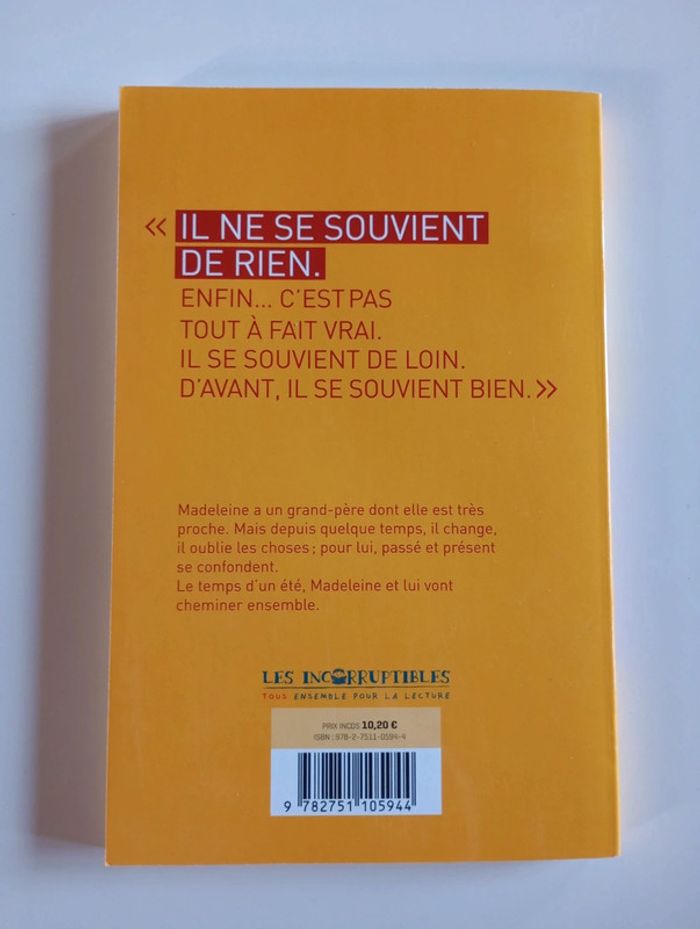 « IL NE SE SOUVIENT
DE RIEN.
ENFIN... C'EST PAS
TOUT À FAIT VRAI.
IL SE SOUVIENT DE LOIN.
D'AVANT, IL SE SOUVIENT BIEN. »
Madeleine a un grand-père dont elle est très
proche. Mais depuis quelque temps, il change,
il oublie les choses ; pour lui, passé et présent
se confondent.
Le temps d'un été, Madeleine et lui vont
cheminer ensemble.
LES INCORRUPTIBLES
TOUS ENSEMBLE POUR LA LECTURE
PRIX INCOS 10,20 €
ISBN : 978-2-7511-0594-4
9 782751 105944